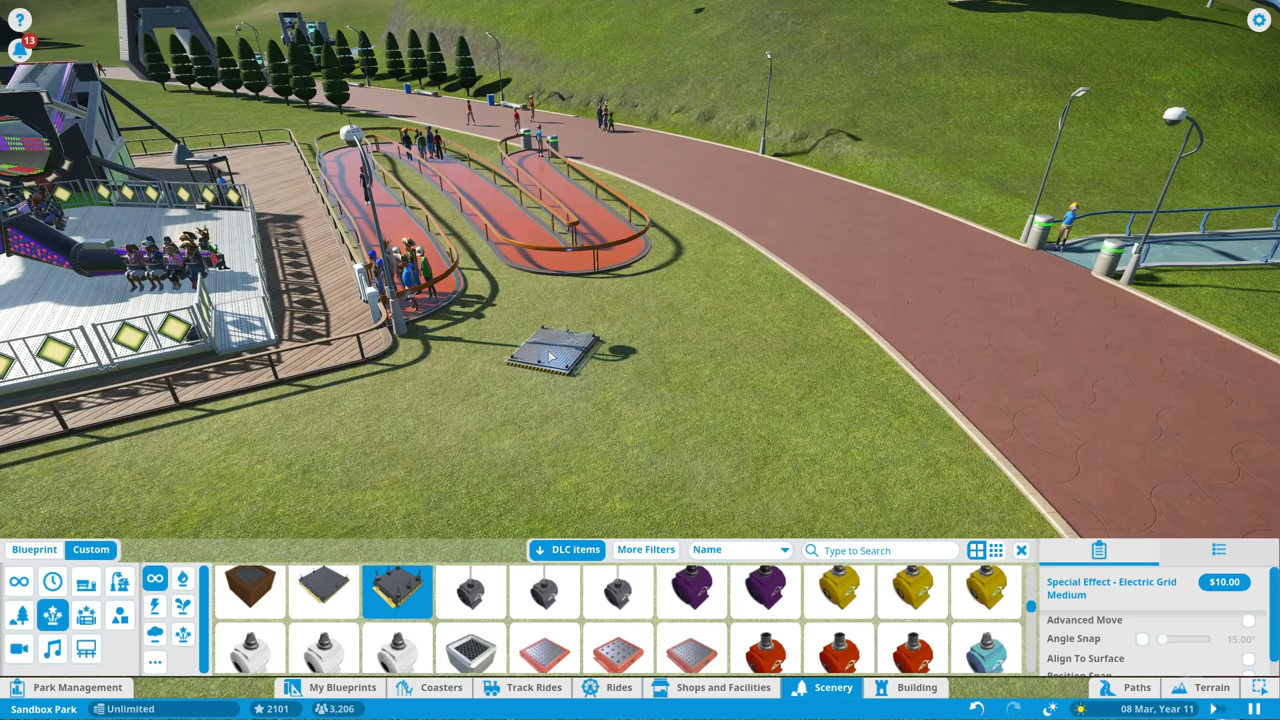 ?
13
Blueprint
Custom
DLC items
More Filters
Name
Type to Search
Special Effect - Electric Grid
Medium
$10.00
Advanced Move
Angle Snap
15.00°
Align To Surface
Park Management
My Blueprints
Coasters
Track Rides
Rides
Shops and Facilities
Scenery
Building
Paths
Terrain
Sandbox Park
Unlimited
2101
3,206
08 Mar, Year 11